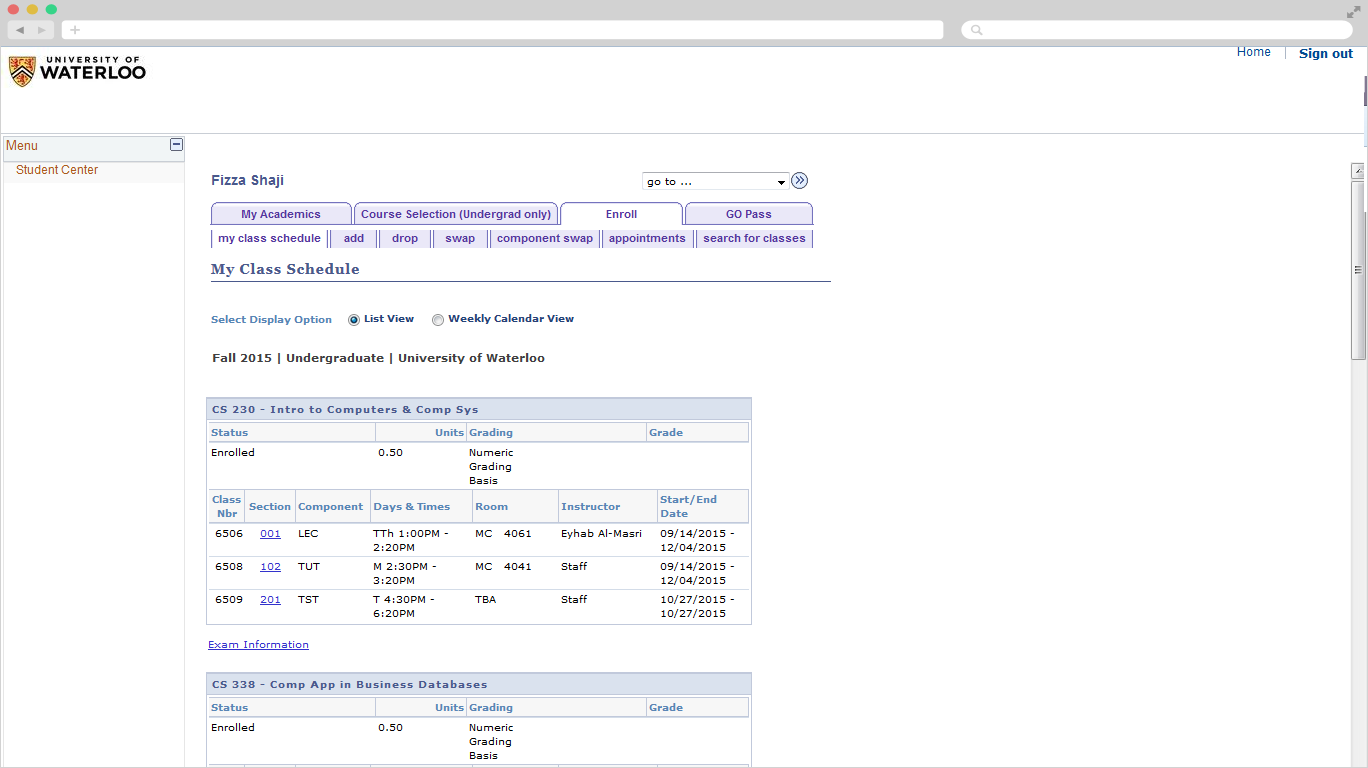 Home Sign out
UNIVERSITY OF
WATERLOO
Menu
Student Center
Fizza Shaji go to ...
My Academics Course Selection (Undergrad only) Enroll GO Pass
my class schedule add drop swap component swap appointments search for classes
My Class Schedule
Select Display Option List View Weekly Calendar View
Fall 2015 | Undergraduate | University of Waterloo
CS 230 - Intro to Computers & Comp Sys
Status Units Grading Grade
Enrolled 0.50 Numeric
Grading
Basis
Class Nbr Section Component Days & Times Room Instructor Start/End Date
6506 001 LEC TTh 1:00PM - MC 4061 Eyhab Al-Masri 09/14/2015 -
2:20PM 12/04/2015
6508 102 TUT M 2:30PM - MC 4041 Staff 09/14/2015 -
3:20PM 12/04/2015
6509 201 TST T 4:30PM - TBA Staff 10/27/2015 -
6:20PM 10/27/2015
Exam Information
CS 338 - Comp App in Business Databases
Status Units Grading Grade
Enrolled 0.50 Numeric
Grading
Basis